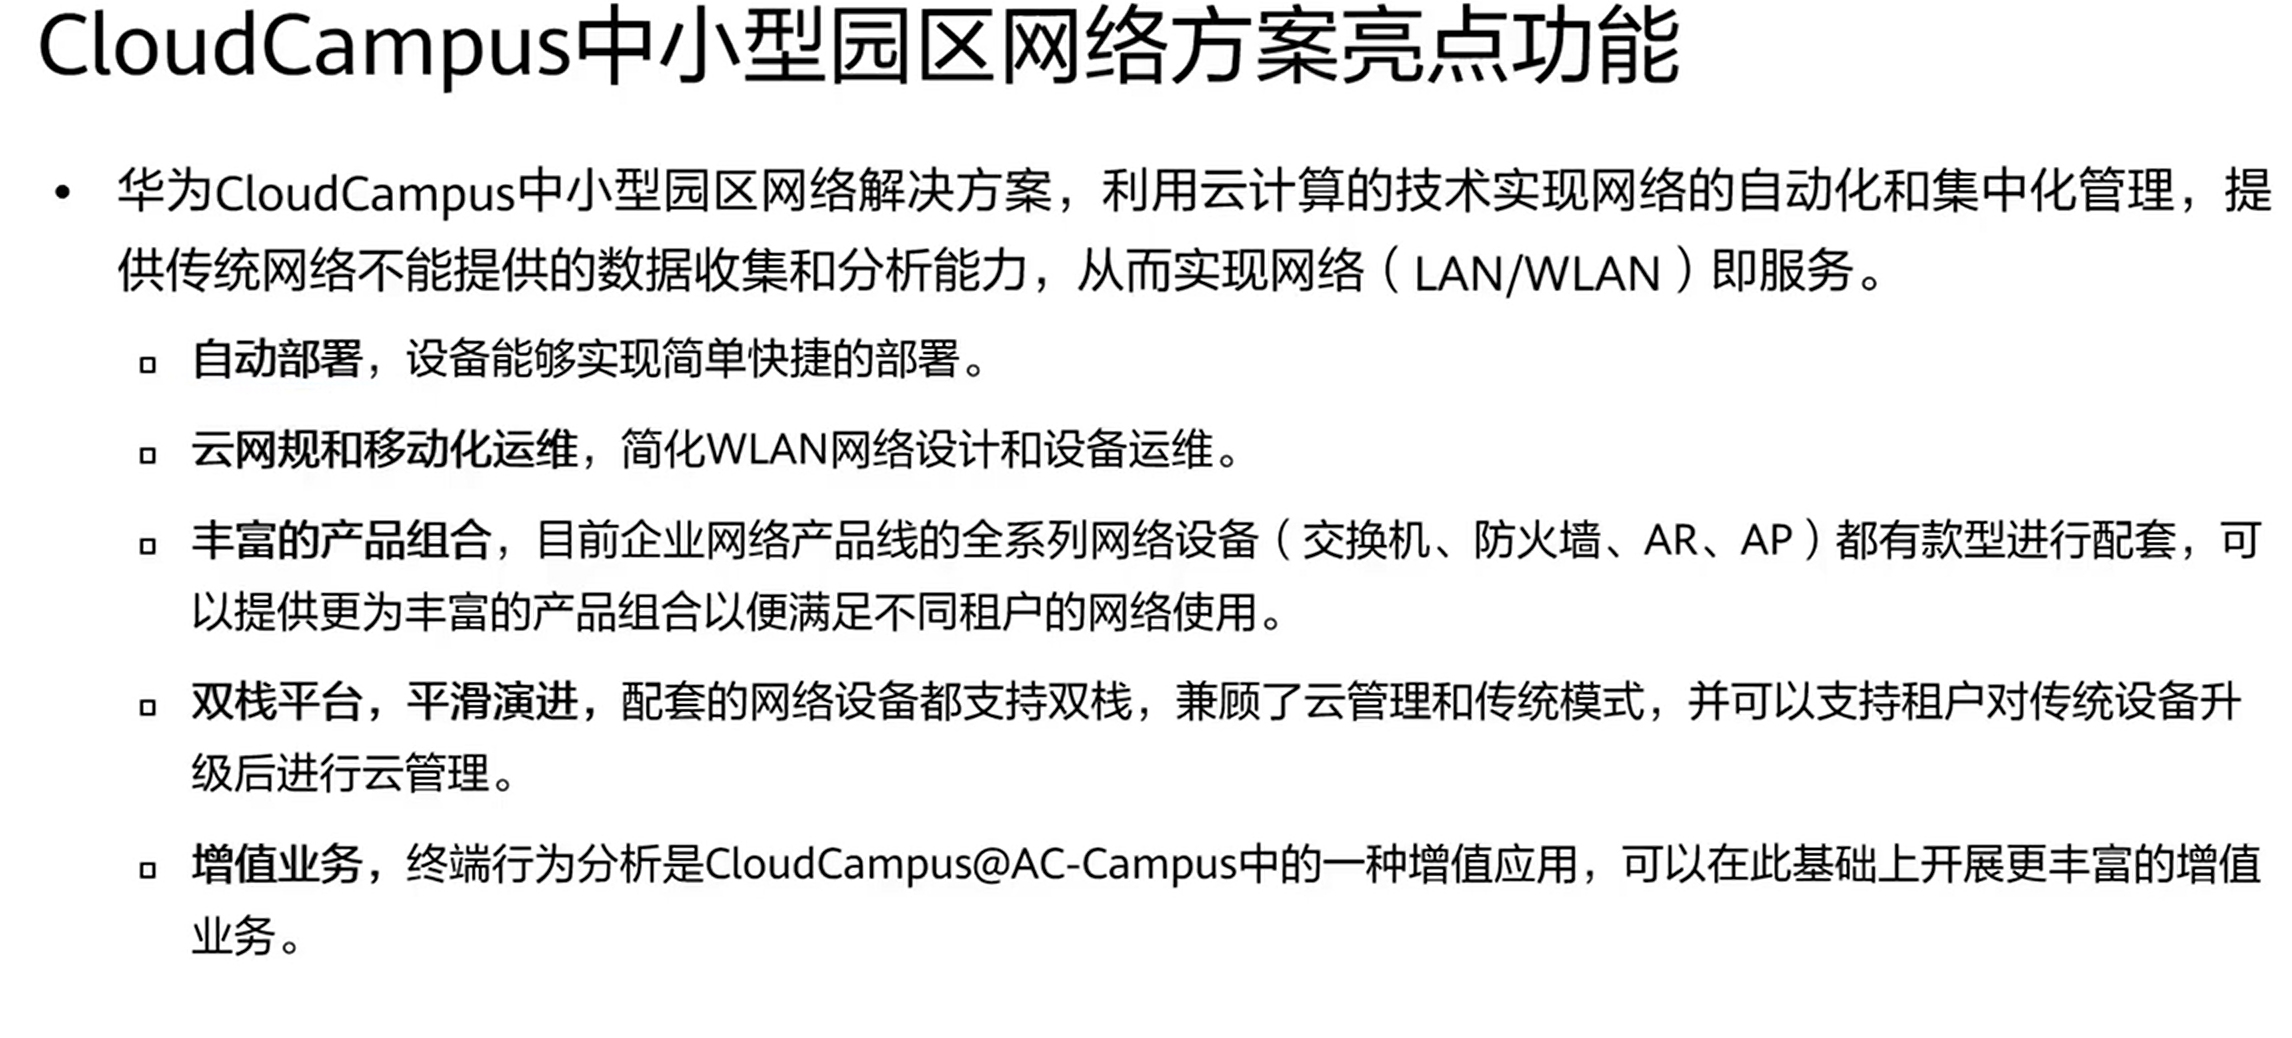 CloudCampus中小型园区网络方案亮点功能
• 华为CloudCampus中小型园区网络解决方案，利用云计算的技术实现网络的自动化和集中化管理，提
供传统网络不能提供的数据收集和分析能力，从而实现网络（LAN/WLAN）即服务。
▫ 自动部署，设备能够实现简单快捷的部署。
▫ 云网规和移动化运维，简化WLAN网络设计和设备运维。
▫ 丰富的产品组合，目前企业网络产品线的全系列网络设备（交换机、防火墙、AR、AP）都有款型进行配套，可
以提供更为丰富的产品组合以便满足不同租户的网络使用。
▫ 双栈平台，平滑演进，配套的网络设备都支持双栈，兼顾了云管理和传统模式，并可以支持租户对传统设备升
级后进行云管理。
▫ 增值业务，终端行为分析是CloudCampus@AC-Campus中的一种增值应用，可以在此基础上开展更丰富的增值
业务。